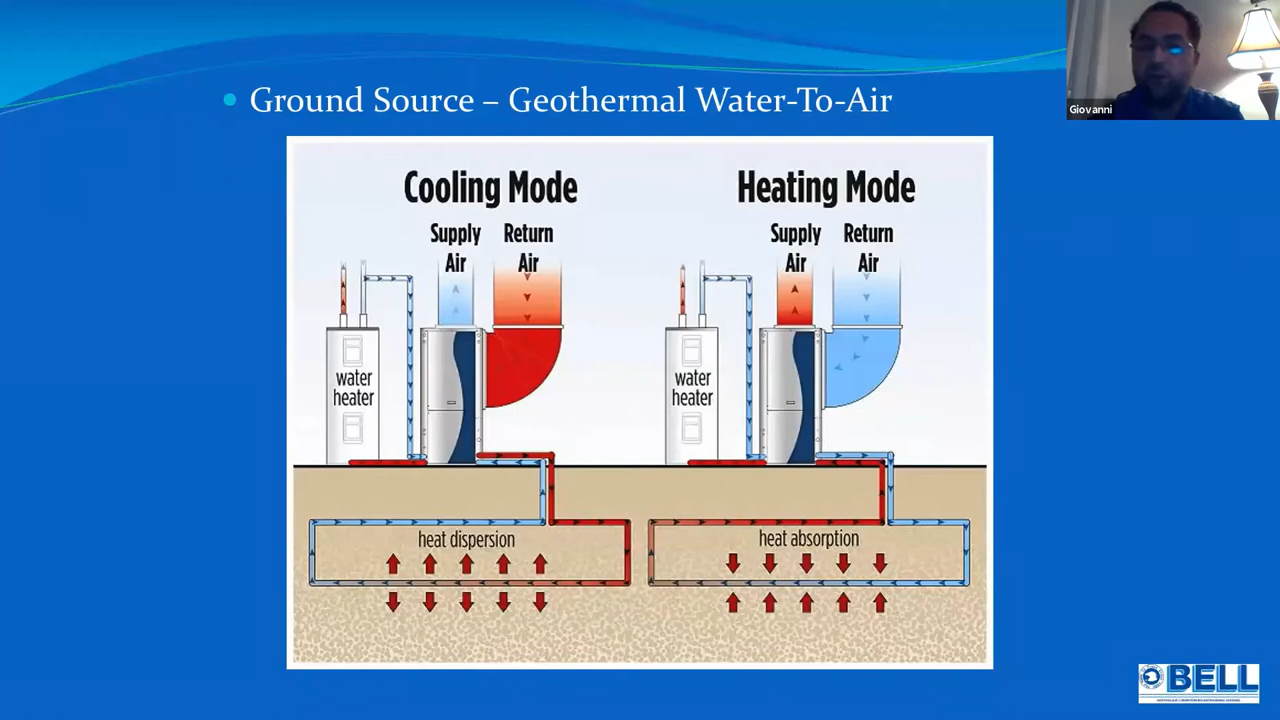 Ground Source – Geothermal Water-To-Air
Giovanni
Cooling Mode
Supply Air
Return Air
water heater
heat dispersion
Heating Mode
Supply Air
Return Air
water heater
heat absorption
BELL